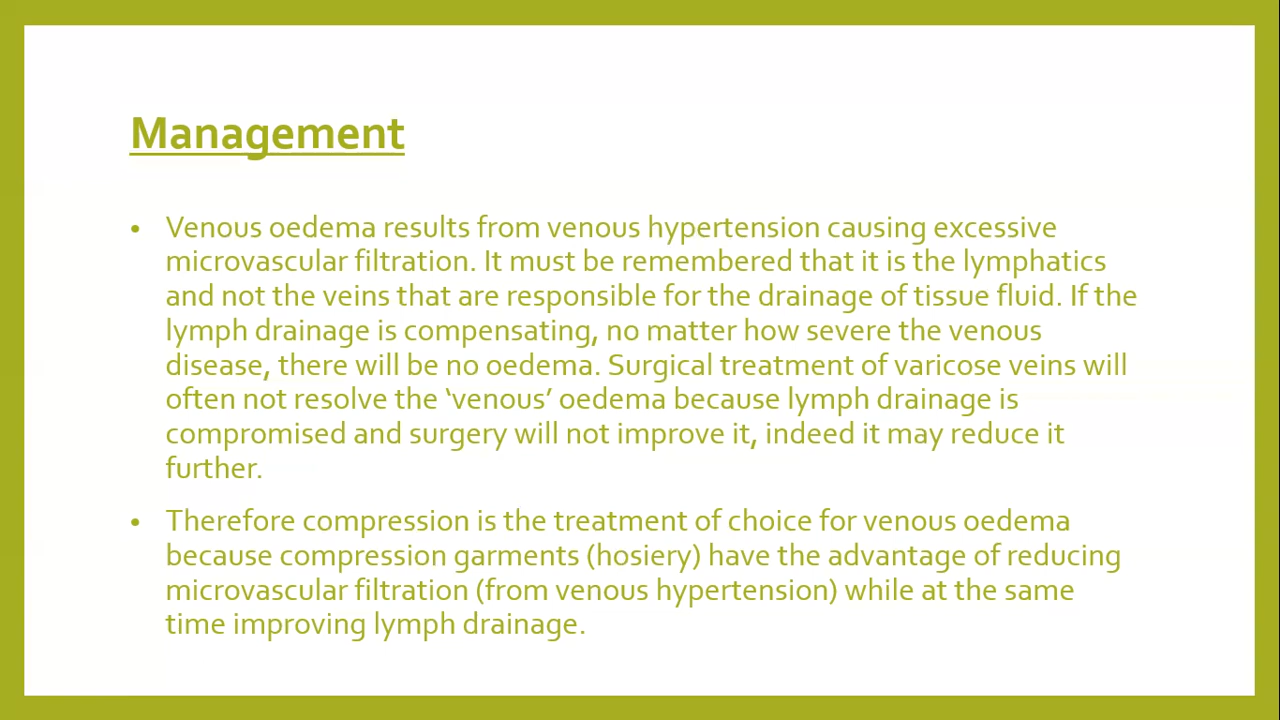 Management
• Venous oedema results from venous hypertension causing excessive
microvascular filtration. It must be remembered that it is the lymphatics
and not the veins that are responsible for the drainage of tissue fluid. If the
lymph drainage is compensating, no matter how severe the venous
disease, there will be no oedema. Surgical treatment of varicose veins will
often not resolve the ‘venous’ oedema because lymph drainage is
compromised and surgery will not improve it, indeed it may reduce it
further.
• Therefore compression is the treatment of choice for venous oedema
because compression garments (hosiery) have the advantage of reducing
microvascular filtration (from venous hypertension) while at the same
time improving lymph drainage.